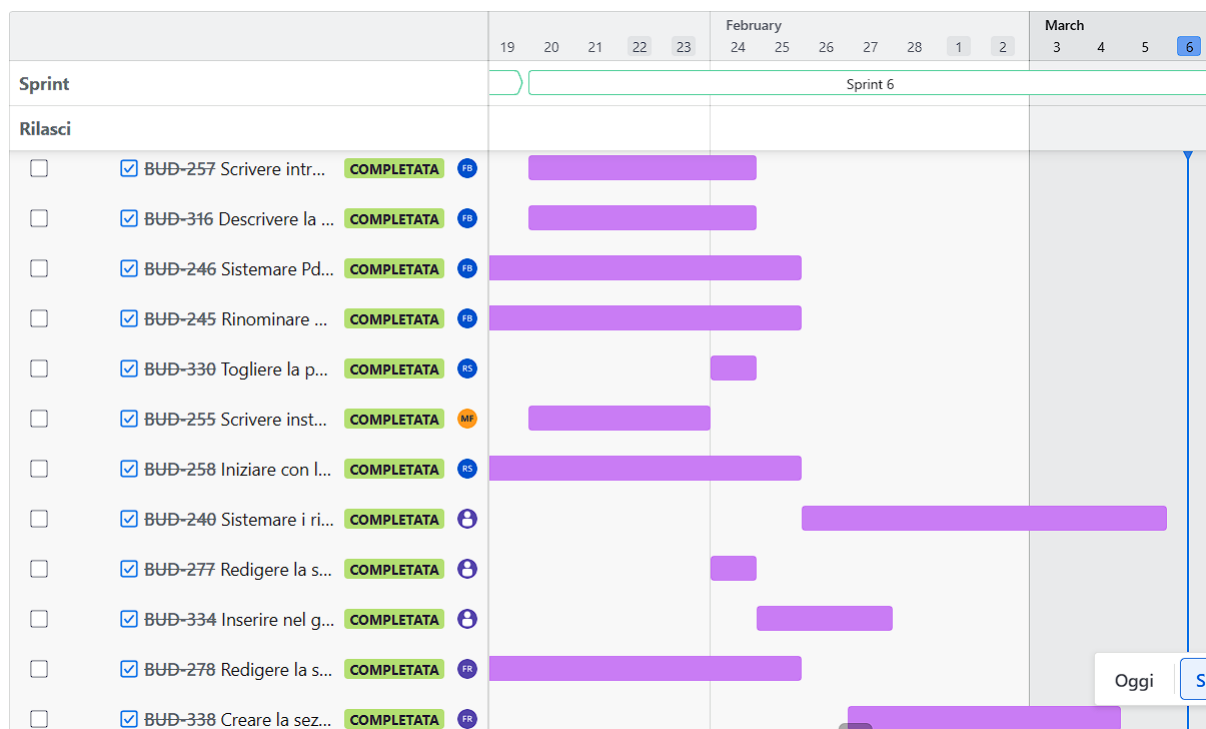 February March
19 20 21 22 23 24 25 26 27 28 1 2 3 4 5 6
Sprint Sprint 6
Rilasci
BUD-257 Scrivere intr... COMPLETATA FB
BUD-316 Descrivere la ... COMPLETATA FB
BUD-246 Sistemare Pd... COMPLETATA FB
BUD-245 Rinominare ... COMPLETATA FB
BUD-330 Togliere la p... COMPLETATA RS
BUD-255 Scrivere inst... COMPLETATA MF
BUD-258 Iniziare con l... COMPLETATA RS
BUD-240 Sistemare i ri... COMPLETATA
BUD-277 Redigere la s... COMPLETATA
BUD-334 Inserire nel g... COMPLETATA
BUD-278 Redigere la s... COMPLETATA FR
Oggi S
BUD-338 Creare la sez... COMPLETATA FR